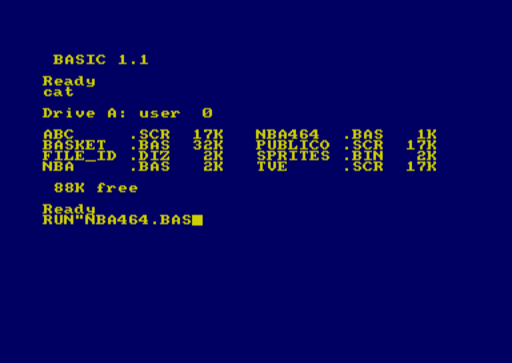 BASIC 1.1
Ready
cat
Drive A: user  0
ABC     .SCR  17K   NBA464  .BAS   1K
BASKET  .BAS  32K   PUBLICO .SCR  17K
FILE_ID .DIZ   2K   SPRITES .BIN   2K
NBA     .BAS   2K   TVE     .SCR  17K
88K free
Ready
RUN"NBA464.BAS